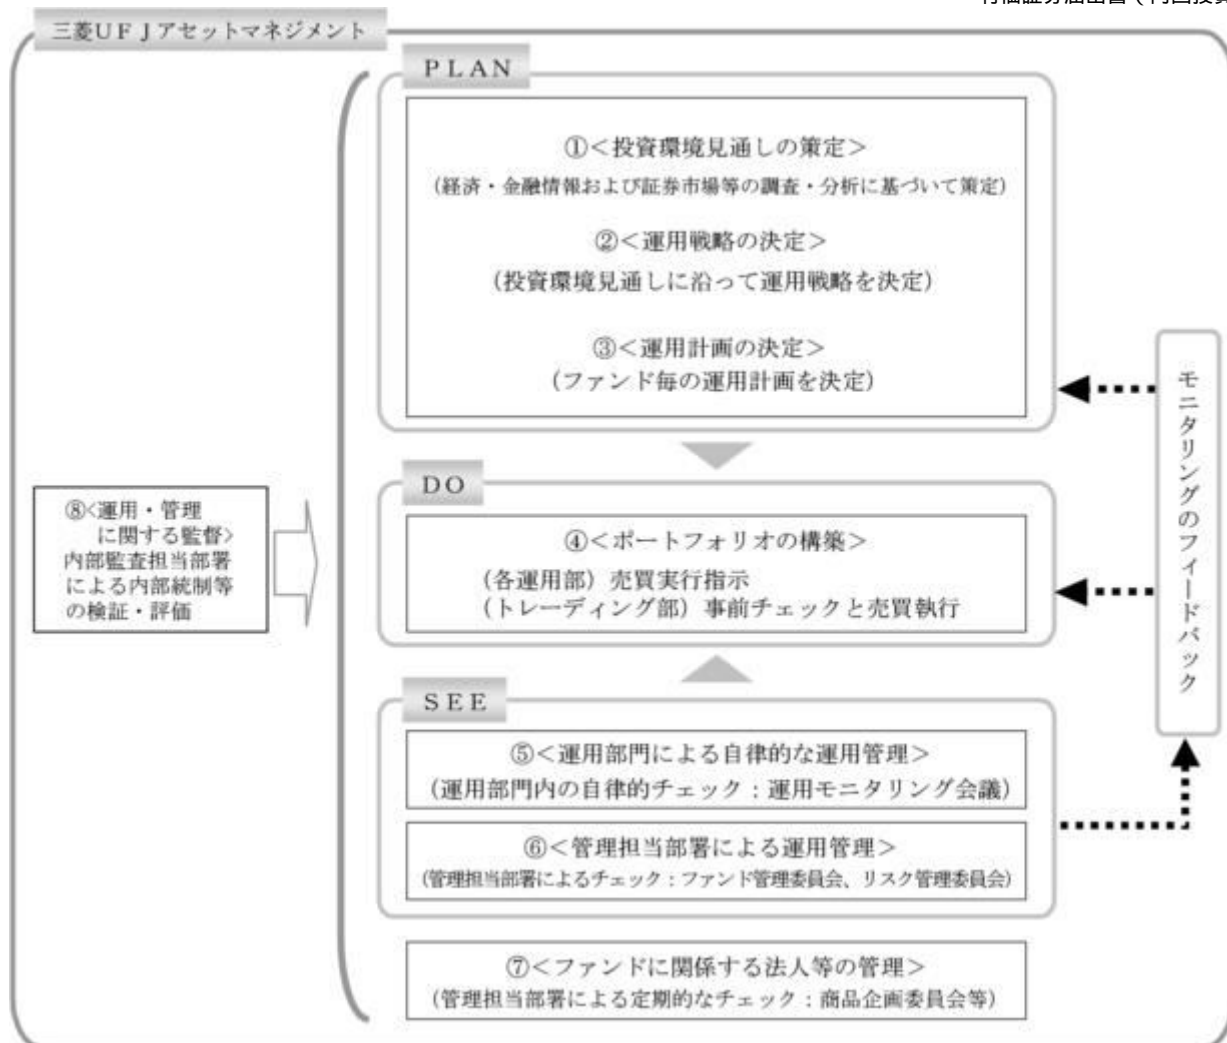 三菱ＵＦＪアセットマネジメント
ＰＬＡＮ
①＜投資環境見通しの策定＞
(経済・金融情報および証券市場等の調査・分析に基づいて策定)
②＜運用戦略の決定＞
(投資環境見通しに沿って運用戦略を決定)
③＜運用計画の決定＞
(ファンド毎の運用計画を決定)
ＤＯ
④＜ポートフォリオの構築＞
(各運用部) 売買実行指示
(トレーディング部) 事前チェックと売買執行
ＳＥＥ
⑤＜運用部門による自律的な運用管理＞
(運用部門内の自律的チェック：運用モニタリング会議)
⑥＜管理担当部署による運用管理＞
(管理担当部署によるチェック：ファンド管理委員会、リスク管理委員会)
⑦＜ファンドに関係する法人等の管理＞
(管理担当部署による定期的なチェック：商品企画委員会等)
⑧<運用・管理
に関する監督>
内部監査担当部署
による内部統制等
の検証・評価
モニタリングのフィードバック